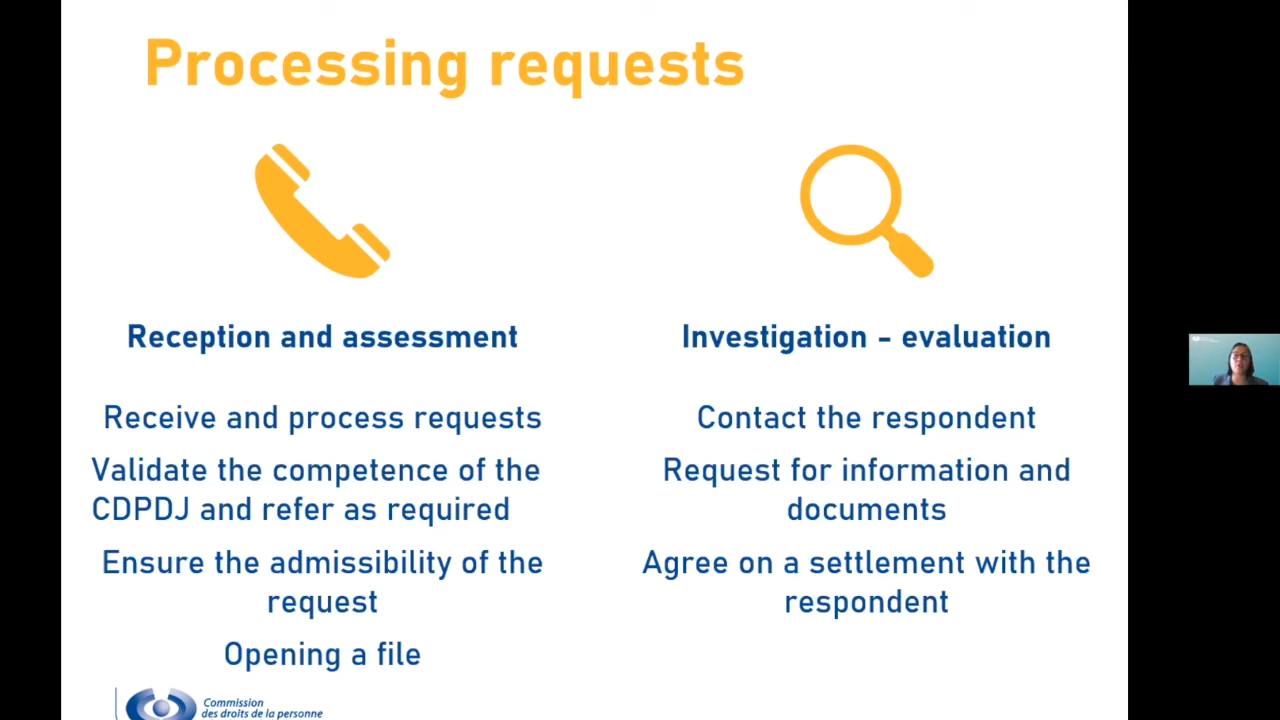 Processing requests
Reception and assessment
Receive and process requests
Validate the competence of the
CDPDJ and refer as required
Ensure the admissibility of the
request
Opening a file
Investigation - evaluation
Contact the respondent
Request for information and
documents
Agree on a settlement with the
respondent
Commission
des droits de la personne